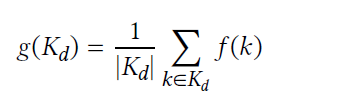 g(K_d) = \frac{1}{|K_d|} \sum_{k \in K_d} f(k)